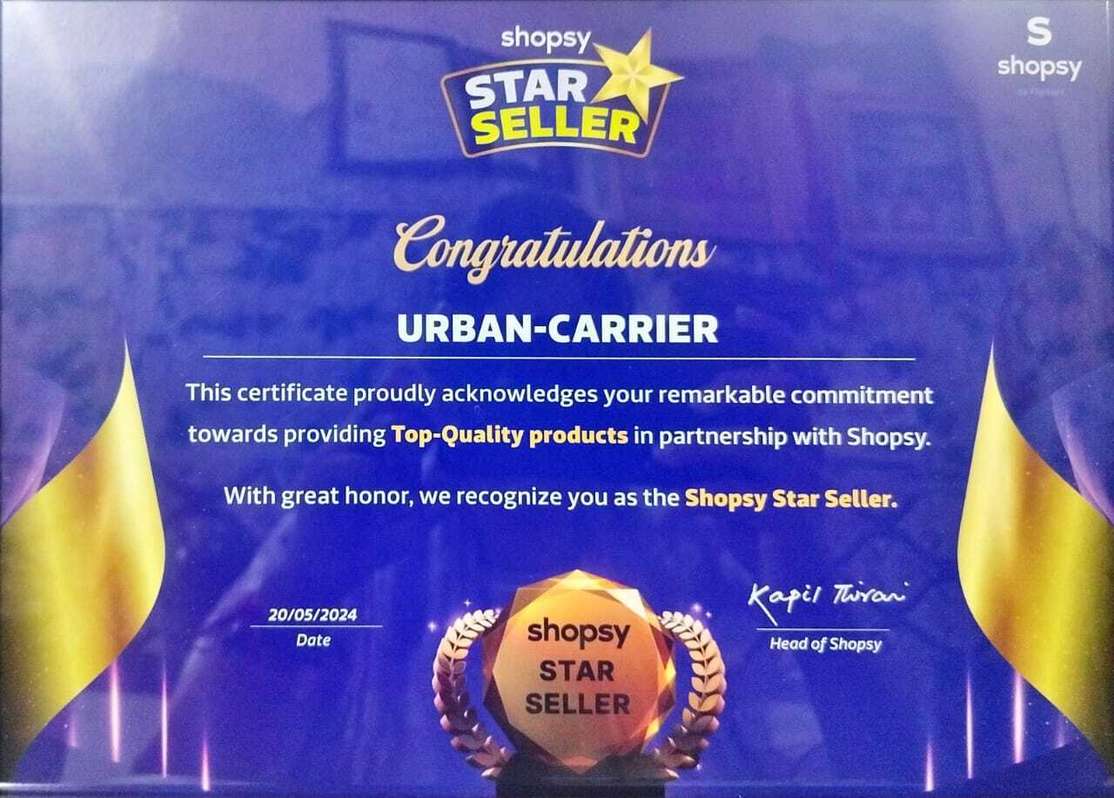 shopsy
STAR
SELLER
S
shopsy
Congratulations
URBAN-CARRIER
This certificate proudly acknowledges your remarkable commitment
towards providing Top-Quality products in partnership with Shopsy.
With great honor, we recognize you as the Shopsy Star Seller.
20/05/2024
Date
Kapil Thirani
Head of Shopsy
shopsy
STAR
SELLER